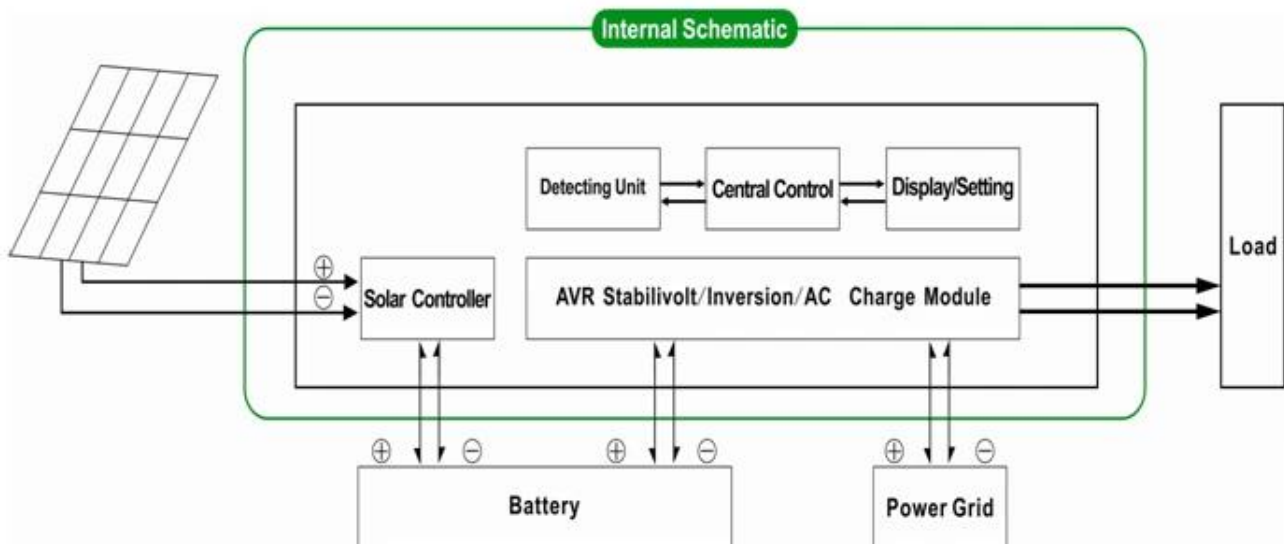 Internal Schematic
Detecting Unit
Central Control
Display/Setting
Load
⊕
⊖
Solar Controller
AVR Stabilivolt/Inversion/AC Charge Module
⊕ ⊖ ⊕ ⊖ ⊕ ⊖
Battery
Power Grid